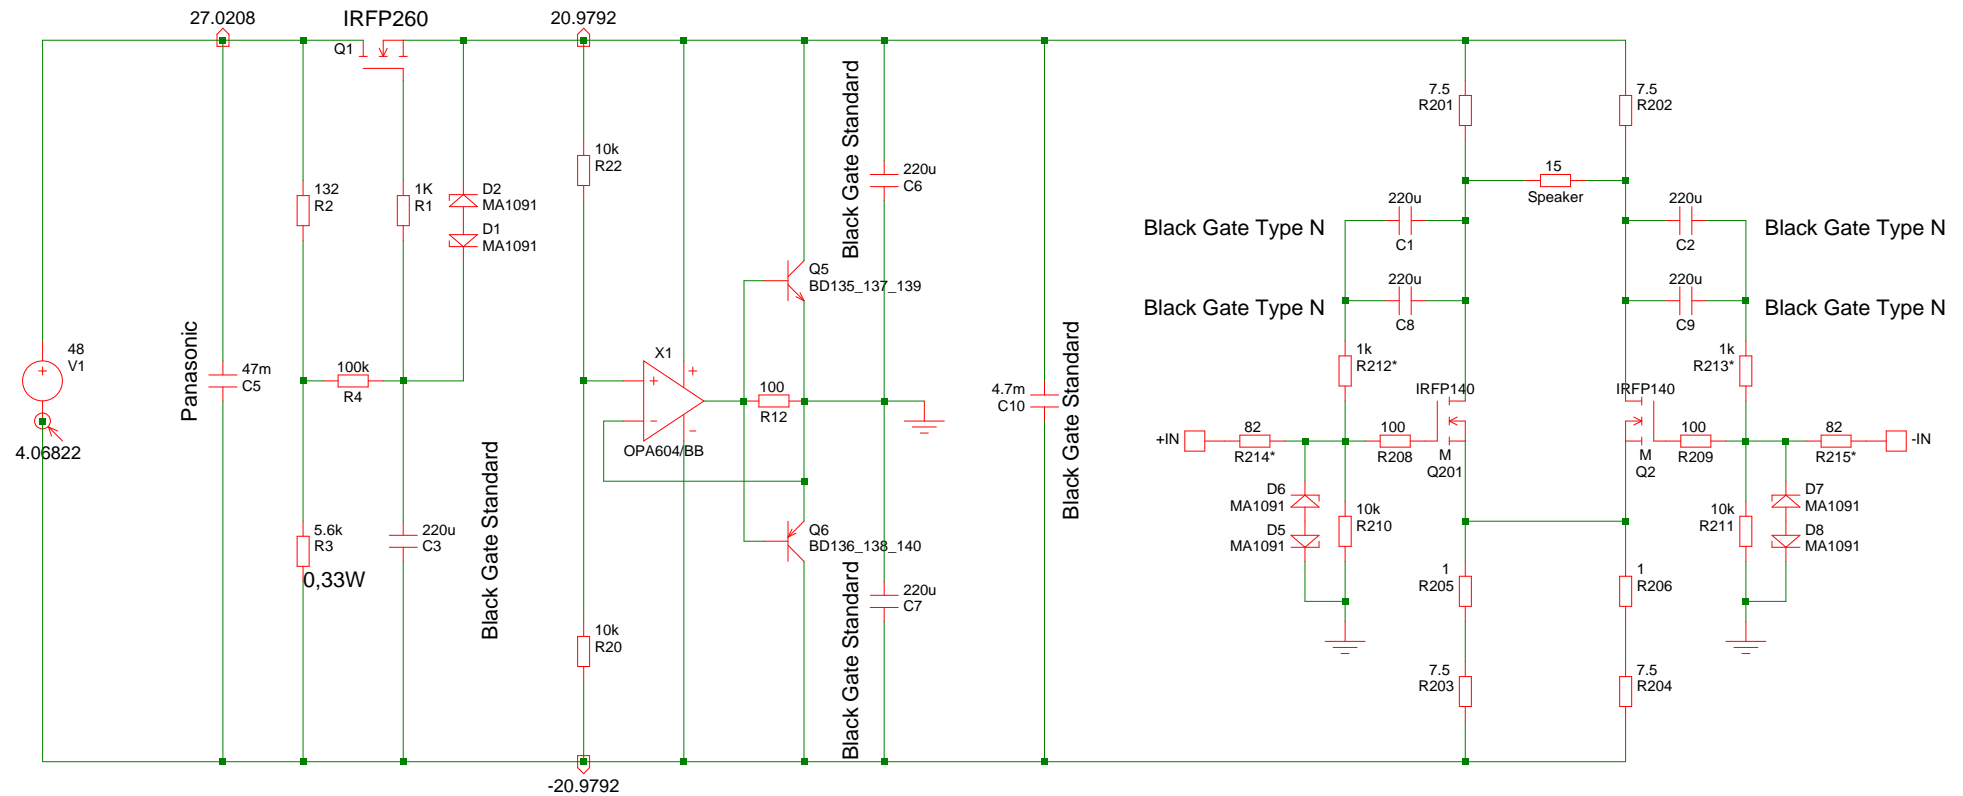 27.0208
IRFP260
Q1
20.9792
132
R2
1K
R1
D2
MA1091
D1
MA1091
10k
R22
Black Gate Standard
220u
C6
7.5
R201
7.5
R202
15
Speaker
Black Gate Type N
220u
C1
220u
C2
Black Gate Type N
Q5
BD135_137_139
Black Gate Type N
220u
C8
220u
C9
Black Gate Type N
48
V1
Panasonic
47m
C5
100k
R4
X1
+
-
+
-
OPA604/BB
100
R12
4.7m
C10
Black Gate Standard
1k
R212*
1k
R213*
IRFP140
IRFP140
+IN
82
R214*
100
R208
M
Q201
M
Q2
100
R209
82
R215*
-IN
4.06822
D6
MA1091
D5
MA1091
10k
R210
10k
R211
D7
MA1091
D8
MA1091
5.6k
R3
0,33W
220u
C3
Black Gate Standard
Q6
BD136_138_140
Black Gate Standard
220u
C7
1
R205
1
R206
10k
R20
7.5
R203
7.5
R204
-20.9792